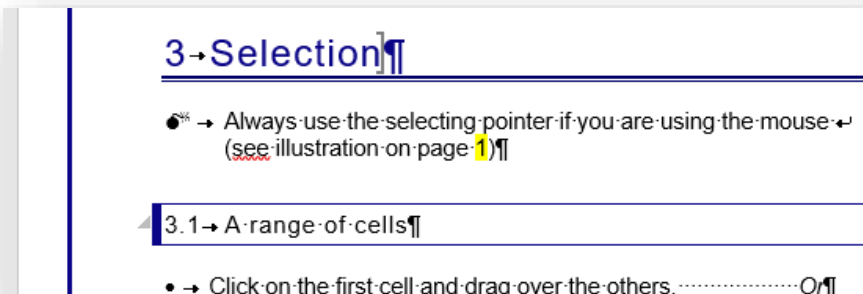 3 Selection
Always use the selecting pointer if you are using the mouse
(see illustration on page 1)
3.1 A range of cells
• Click on the first cell and drag over the others. Or